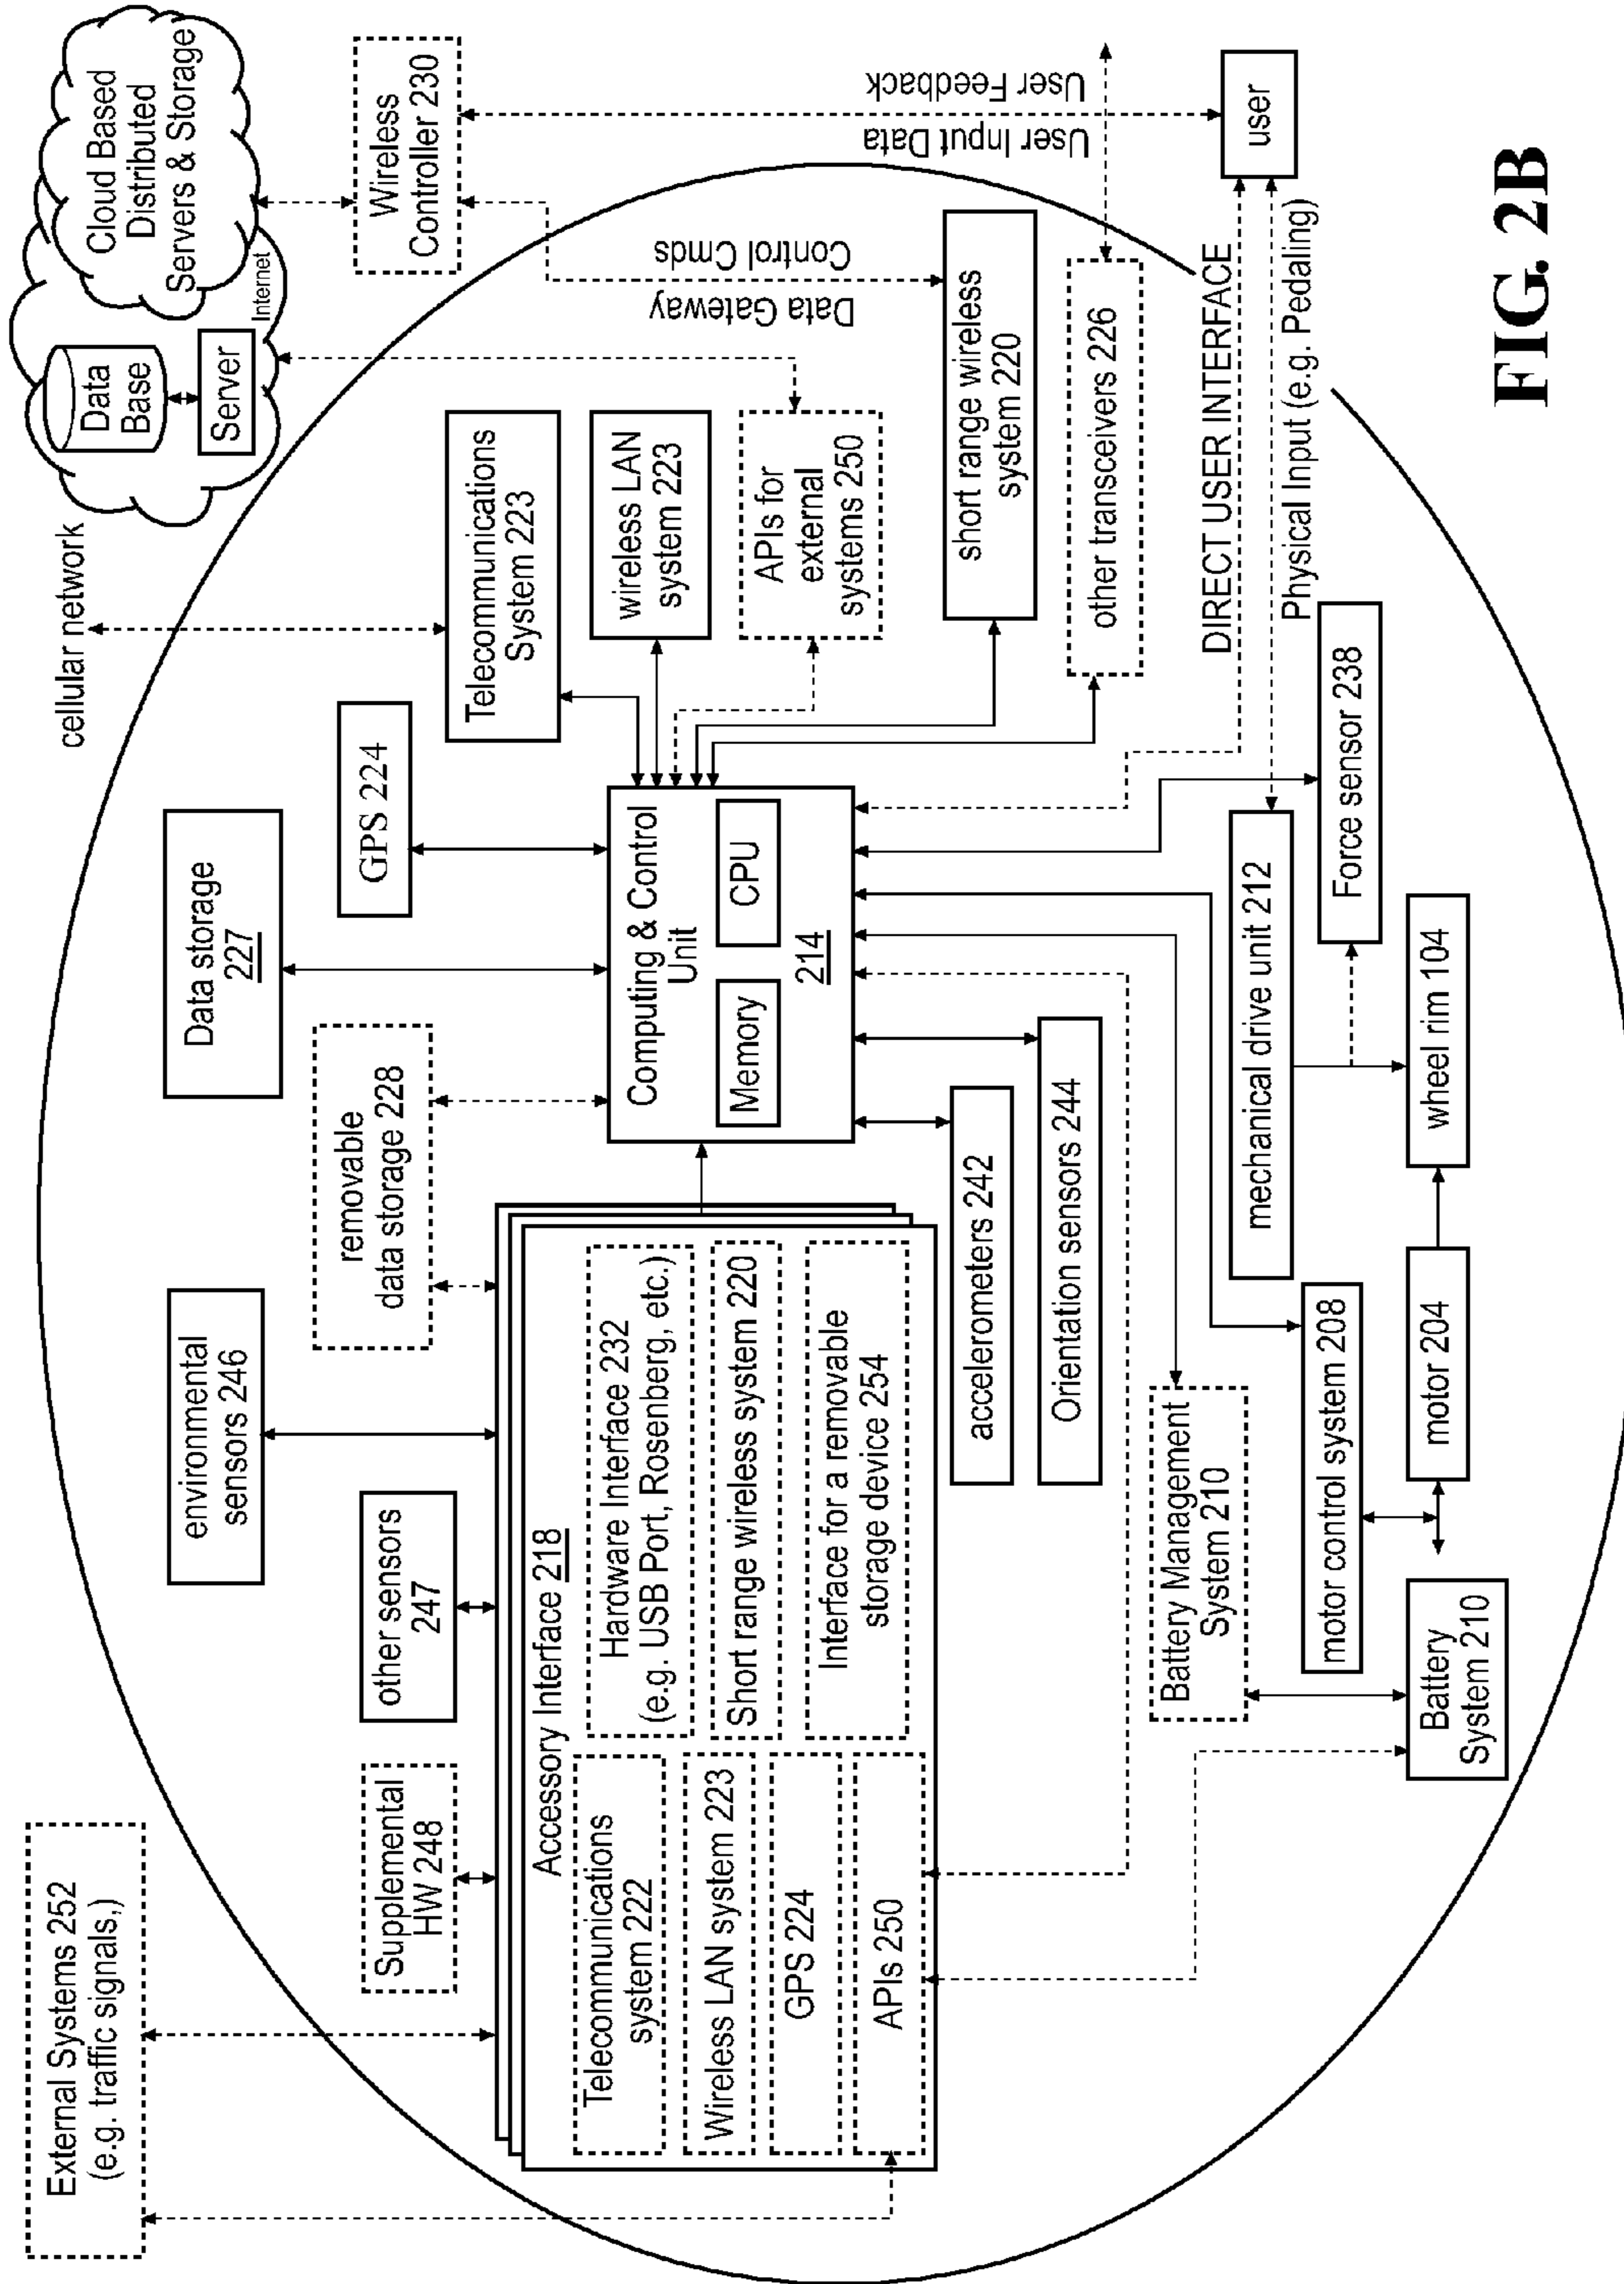 External Systems 252
(e.g. traffic signals,)
Supplemental
HW 248
other sensors
247
environmental
sensors 246
removable
data storage 228
Data storage
227
GPS 224
cellular network
Data
Base
Server
Internet
Cloud Based
Distributed
Servers & Storage
Wireless
Controller 230
Telecommunications
System 223
wireless LAN
system 223
APIs for
external
systems 250
Data Gateway
Control Cmds
short range wireless
system 220
other transceivers 226
User Input Data
User Feedback
user
DIRECT USER INTERFACE
Physical Input (e.g. Pedaling)
Accessory Interface 218
Telecommunications
system 222
Wireless LAN system 223
GPS 224
APIs 250
Hardware Interface 232
(e.g. USB Port, Rosenberg, etc.)
Short range wireless system 220
Interface for a removable
storage device 254
Computing & Control
Unit
Memory
CPU
214
accelerometers 242
Orientation sensors 244
Battery Management
System 210
mechanical drive unit 212
Force sensor 238
motor control system 208
Battery
System 210
motor 204
wheel rim 104
FIG. 2B